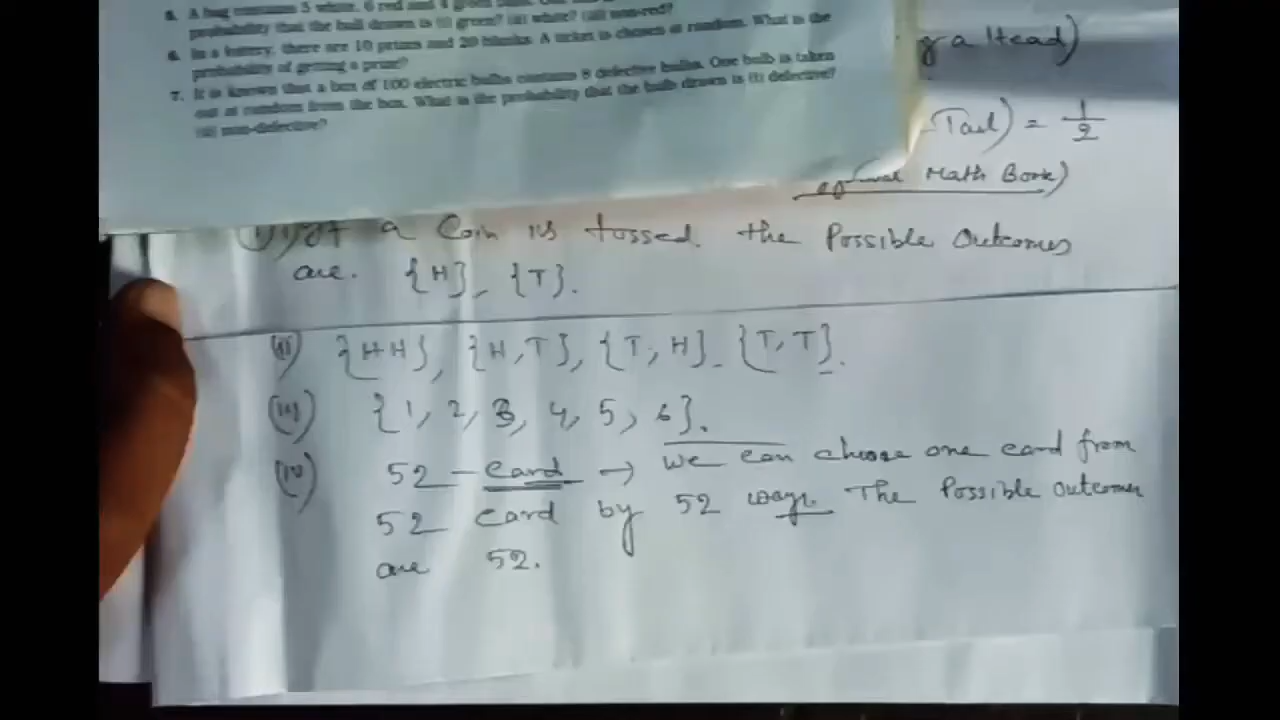 5. A bag contains 5 white, 6 red and 4 green
probability that the ball drawn is (i) green? (ii) white? (iii) non-red?
6. In a lottery, there are 10 prizes and 20 blanks. A ticket is chosen at random. What is the
probability of getting a prize?
7. It is known that a box of 100 electric bulbs contains 8 defective bulbs. One bulb is taken
out at random from the box. What is the probability that the bulb drawn is (i) defective?
(ii) non-defective?
g a Head)
Tail) = 1/2
Math Book)
If a Coin is tossed. the Possible Outcomes
are. {H}, {T}.
(ii) {HH}, {H,T}, {T,H}. {T,T}.
(iii) {1, 2, 3, 4, 5, 6}.
(iv) 52 - Card → We can choose one card from
52 card by 52 ways. The Possible outcomes
are 52.